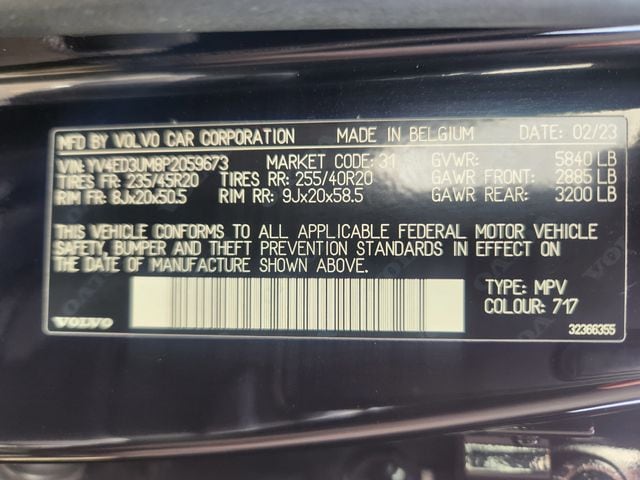 MFD BY VOLVO CAR CORPORATION MADE IN BELGIUM 02/23
VIN: YV4ED3UM8P2059673 MARKET CODE: 31 GVWR: 5840 LB
TIRES FR: 235/45R20 TIRES RR: 255/40R20 GAWR FRONT: 2885 LB
RIM FR: 8Jx20x50.5 RIM RR: 9Jx20x58.5 GAWR REAR: 3200 LB
THIS VEHICLE CONFORMS TO ALL APPLICABLE FEDERAL MOTOR VEHICLE
SAFETY, BUMPER AND THEFT PREVENTION STANDARDS IN EFFECT ON
THE DATE OF MANUFACTURE SHOWN ABOVE.
TYPE: MPV
COLOUR: 717
VOLVO
32366355